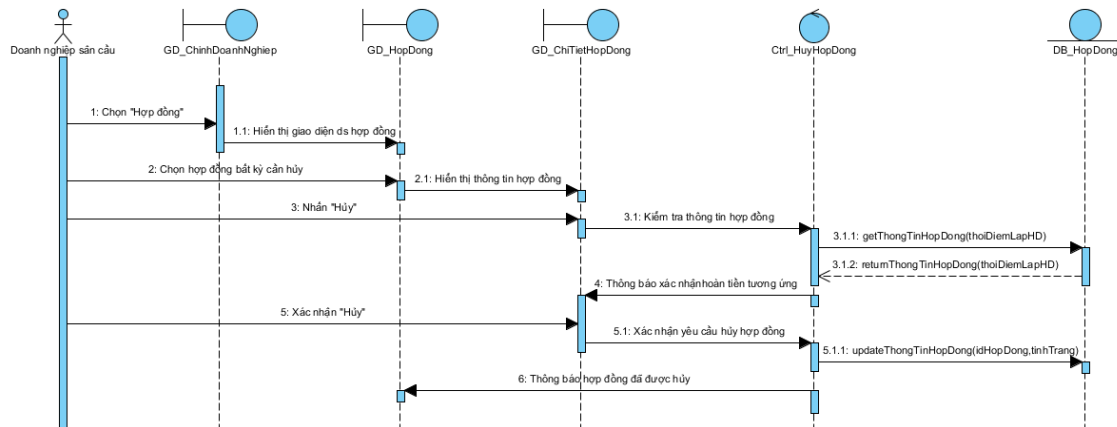 Doanh nghiệp sân cầu
GD_ChinhDoanhNghiep
GD_HopDong
GD_ChiTietHopDong
Ctrl_HuyHopDong
DB_HopDong
1: Chọn "Hợp đồng"
1.1: Hiển thị giao diện ds hợp đồng
2: Chọn hợp đồng bất kỳ cần hủy
2.1: Hiển thị thông tin hợp đồng
3: Nhấn "Hủy"
3.1: Kiểm tra thông tin hợp đồng
3.1.1: getThongTinHopDong(thoiDiemLapHD)
3.1.2: returnThongTinHopDong(thoiDiemLapHD)
4: Thông báo xác nhậnhoàn tiền tương ứng
5: Xác nhận "Hủy"
5.1: Xác nhận yêu cầu hủy hợp đồng
5.1.1: updateThongTinHopDong(idHopDong,tinhTrang)
6: Thông báo hợp đồng đã được hủy